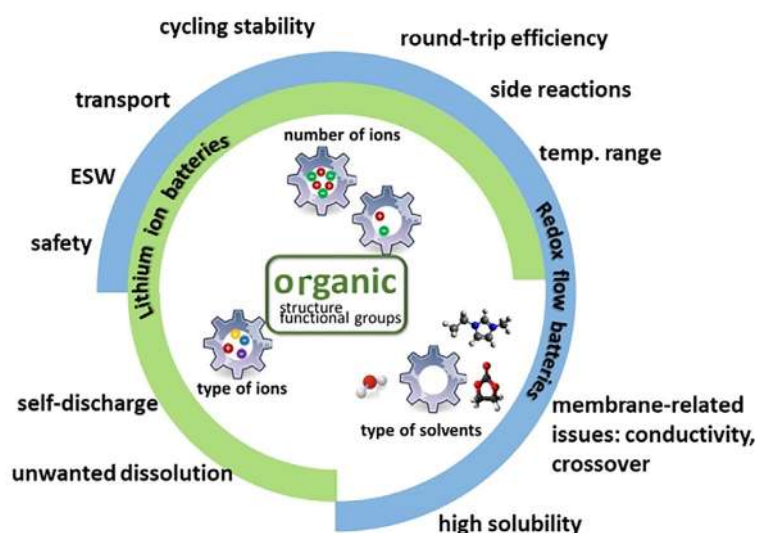 cycling stability
round-trip efficiency
transport
side reactions
number of ions
temp. range
ESW
safety
Lithium ion batteries
Redox flow batteries
organic
structure
functional groups
type of ions
self-discharge
type of solvents
membrane-related
issues: conductivity,
crossover
unwanted dissolution
high solubility